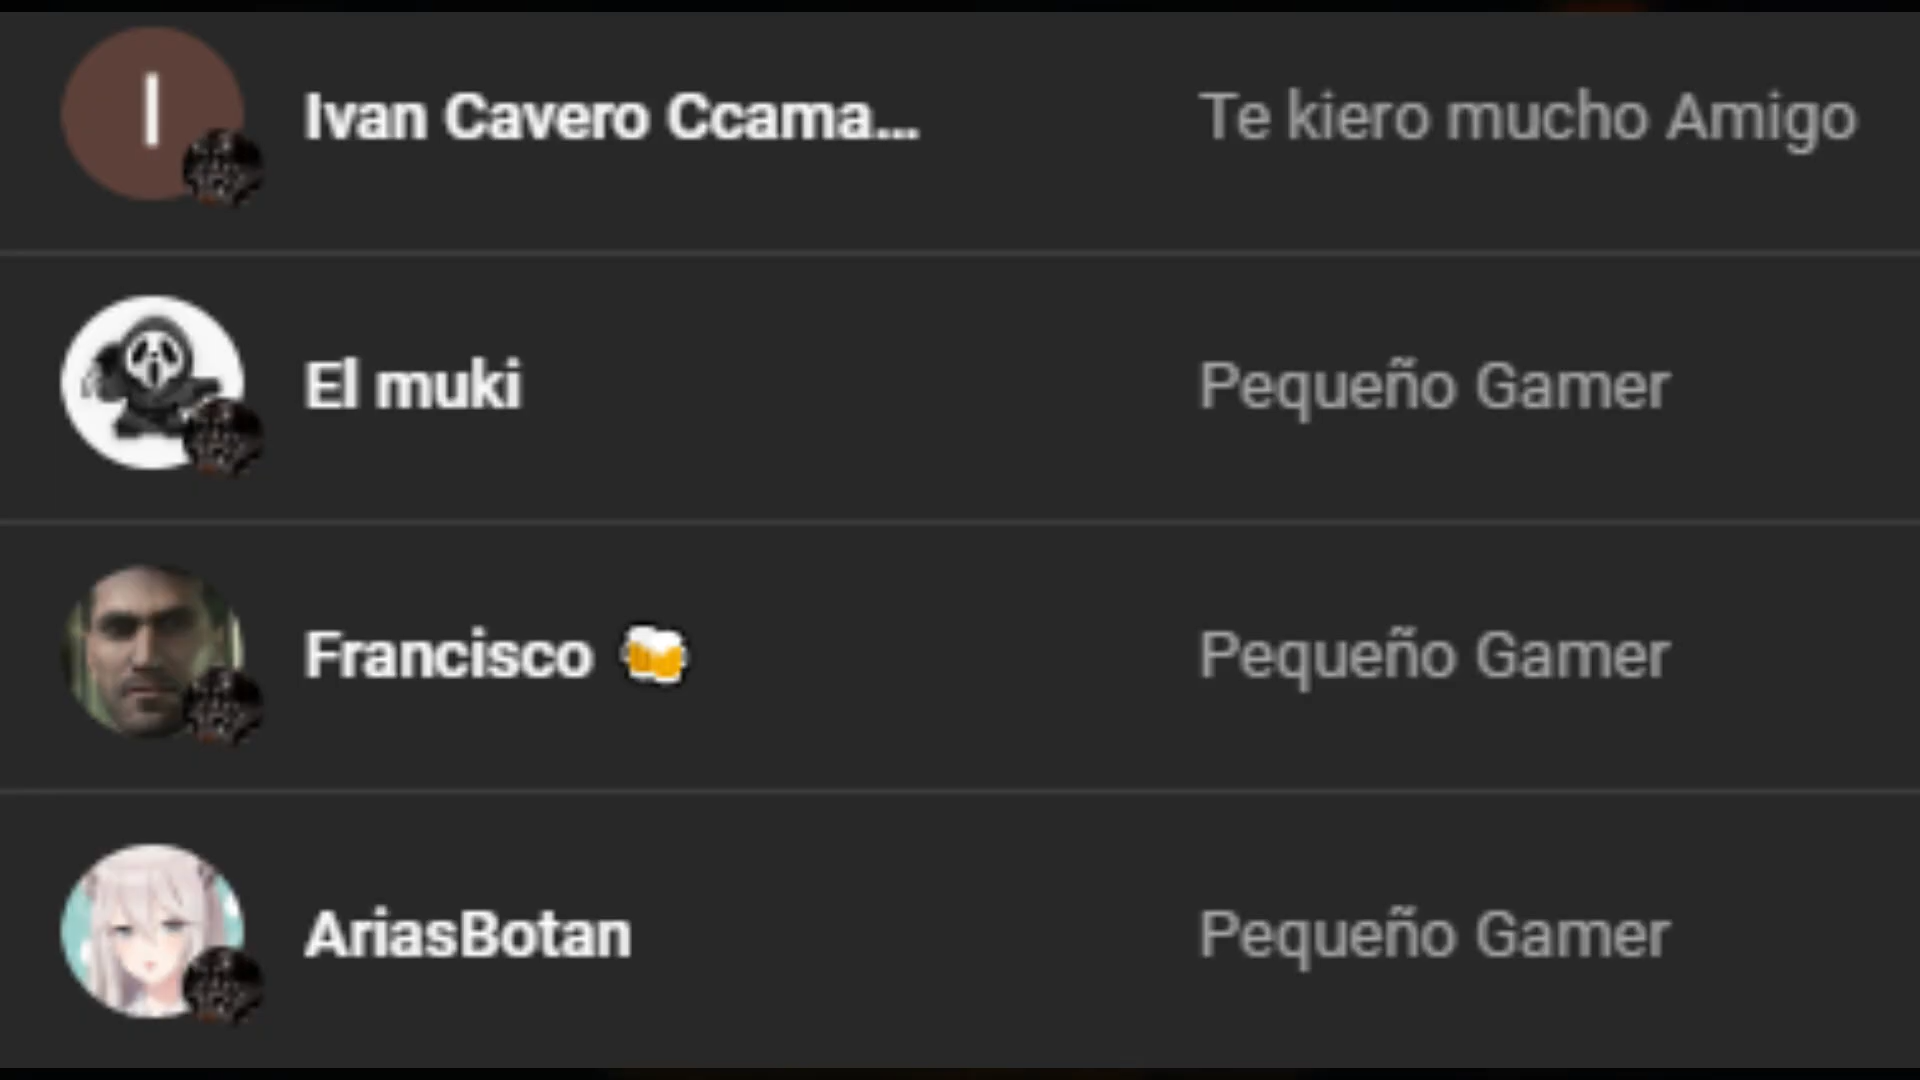 I
Ivan Cavero Ccama... Te kiero mucho Amigo
El muki Pequeño Gamer
Francisco 🍻 Pequeño Gamer
AriasBotan Pequeño Gamer